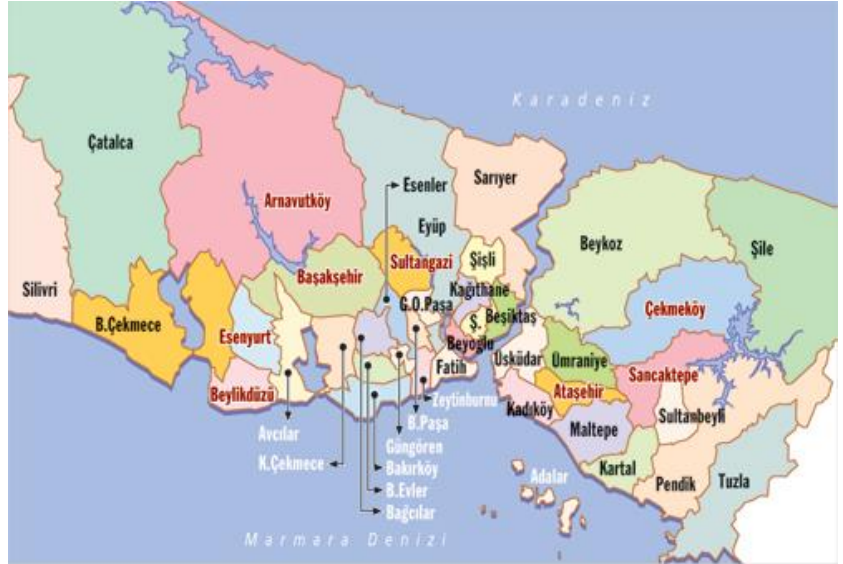 Karadeniz
Çatalca
Sarıyer
Esenler
Arnavutköy
Eyüp
Beykoz
Şile
Silivri
Başakşehir
Sultangazi
Şişli
Kağıthane
B.Çekmece
G.O.Paşa
Çekmeköy
Esenyurt
Ş.
Beşiktaş
Beyoğlu
Üsküdar
Ümraniye
Fatih
Sancaktepe
Beylikdüzü
Ataşehir
Zeytinburnu
Kadıköy
Sultanbeyli
B.Paşa
Maltepe
Avcılar
Güngören
K.Çekmece
Bakırköy
Kartal
Adalar
Pendik
Tuzla
B.Evler
Bağcılar
Marmara Denizi